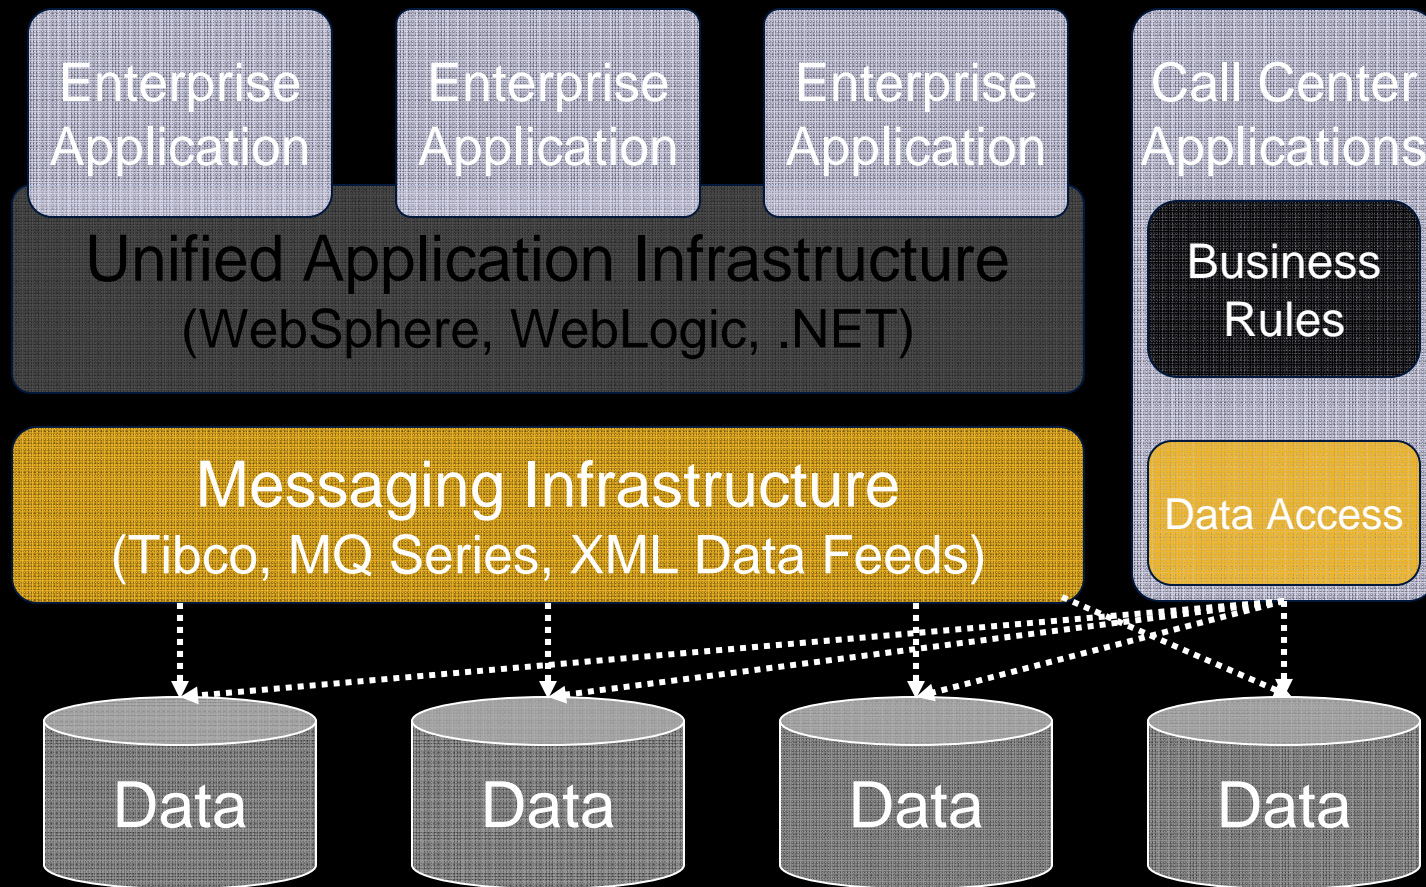 Enterprise
Application
Enterprise
Application
Enterprise
Application
Call Center
Applications
Unified Application Infrastructure
(WebSphere, WebLogic, .NET)
Business
Rules
Messaging Infrastructure
(Tibco, MQ Series, XML Data Feeds)
Data Access
Data
Data
Data
Data